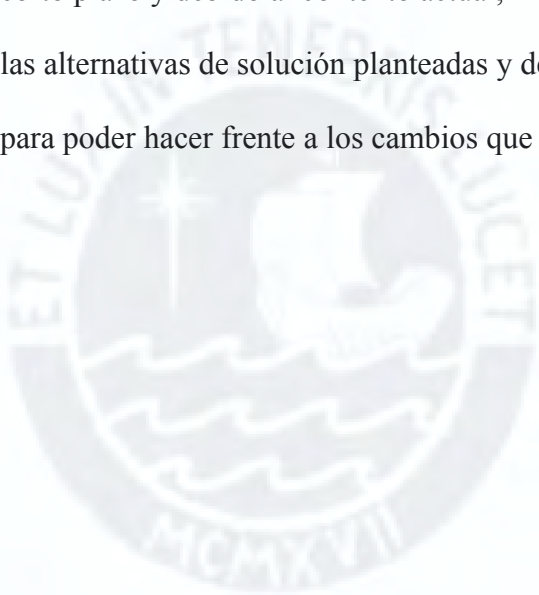 las alternativas de solución planteadas y de
para poder hacer frente a los cambios que
ET LUX IN TENEBRIS LUCET
MCMXVII